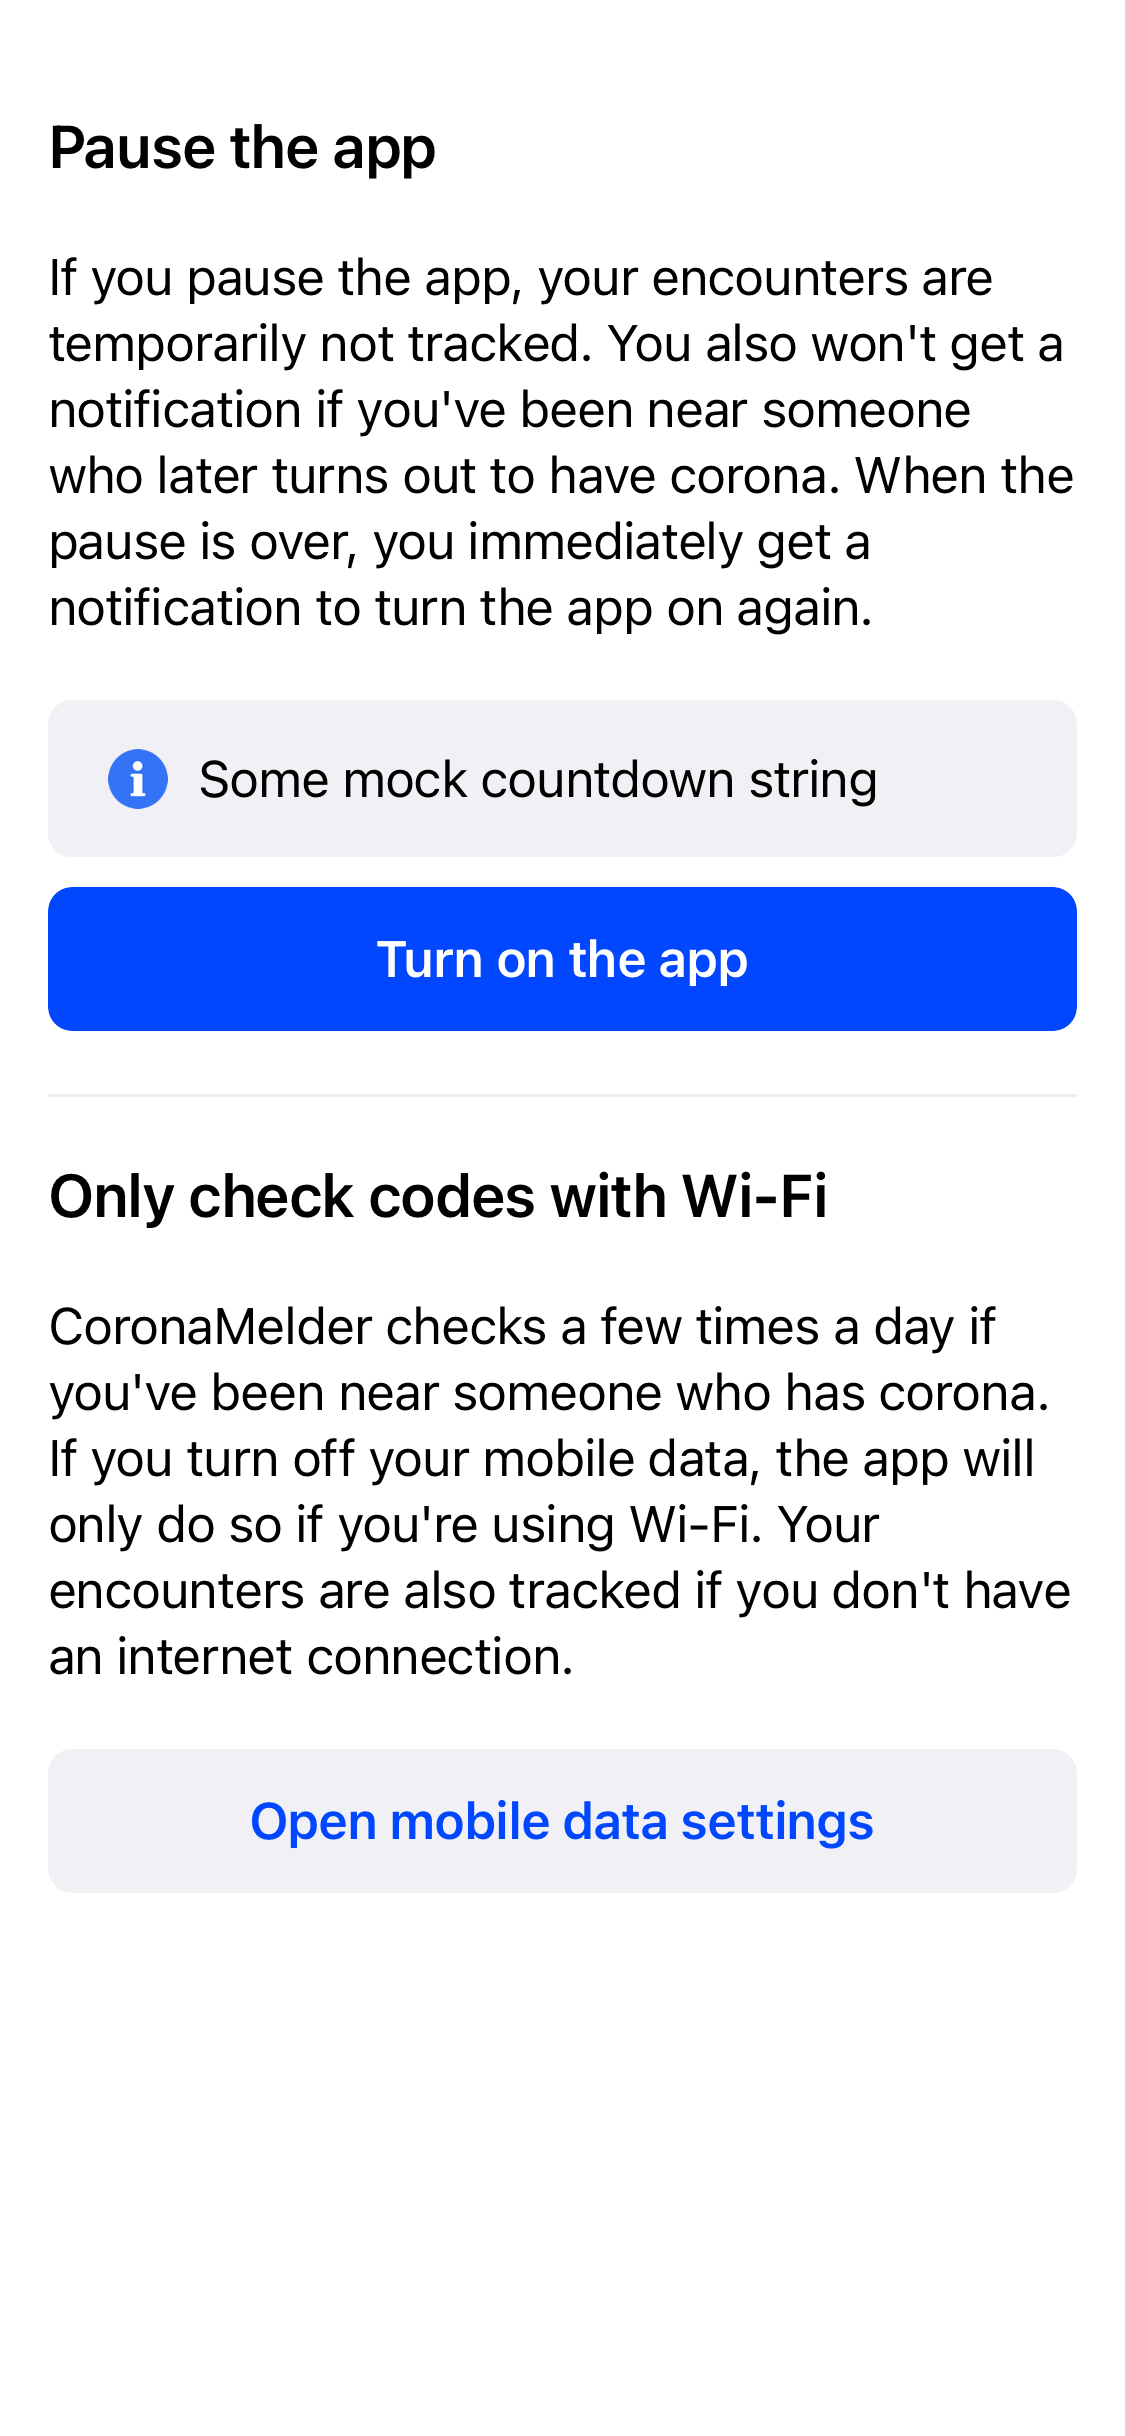 Pause the app
If you pause the app, your encounters are
temporarily not tracked. You also won't get a
notification if you've been near someone
who later turns out to have corona. When the
pause is over, you immediately get a
notification to turn the app on again.
Some mock countdown string
Turn on the app
Only check codes with Wi-Fi
CoronaMelder checks a few times a day if
you've been near someone who has corona.
If you turn off your mobile data, the app will
only do so if you're using Wi-Fi. Your
encounters are also tracked if you don't have
an internet connection.
Open mobile data settings